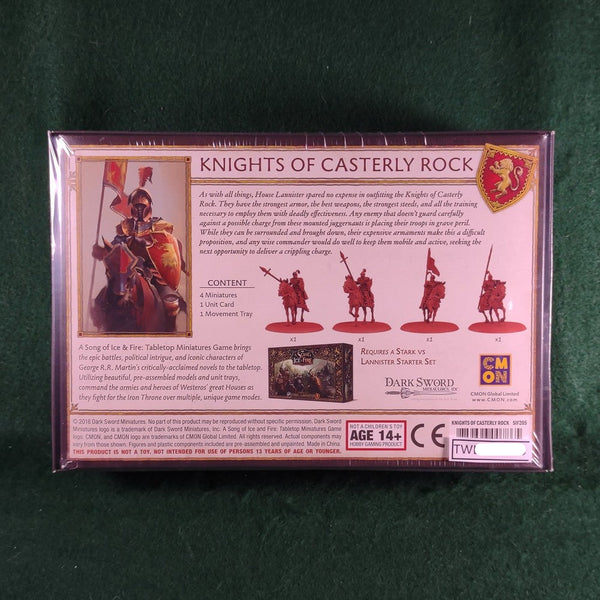 KNIGHTS OF CASTERLY ROCK
As with all things, House Lannister spared no expense in outfitting the Knights of Casterly
Rock. They have the strongest armor, the best weapons, the strongest steeds, and all the training
necessary to employ them with deadly effectiveness. Any enemy that doesn't guard carefully
against a possible charge from these mounted juggernauts is placing their troops in grave peril.
While they can be surrounded and brought down, their expensive armaments make this a difficult
proposition, and any wise commander would do well to keep them mobile and active, seeking the
next opportunity to deliver a crippling charge.
CONTENT
4 Miniatures
1 Unit Card
1 Movement Tray
x1 x1 x1 x1
A Song of Ice & Fire: Tabletop Miniatures Game brings
the epic battles, political intrigue, and iconic characters of
George R.R. Martin's critically-acclaimed novels to the tabletop.
Utilizing beautiful, pre-assembled models and unit trays,
command the armies and heroes of Westeros' great Houses as
they fight for the Iron Throne over multiple, unique game modes.
ICE & FIRE
REQUIRES A STARK VS
LANNISTER STARTER SET
DARK SWORD
MINIATURES, INC
CM
ON
CMON Global Limited
WWW.CMON.COM
© 2018 Dark Sword Miniatures. No part of this product may be reproduced without specific permission. Dark Sword
Miniatures logo is a trademark of Dark Sword Miniatures, Inc. A Song of Ice & Fire: Tabletop Miniatures Game
logo, CMON, and CMON logo are trademarks of CMON Global Limited. Actual components may
vary from those shown. Figures and plastic components included are pre-assembled and unpainted. Made in China.
THIS PRODUCT IS NOT A TOY. NOT INTENDED FOR USE OF PERSONS 13 YEARS OF AGE OR YOUNGER.
NOT A CHILDREN'S TOY
AGE 14+
HOBBY GAMING PRODUCT
CE
KNIGHTS OF CASTERLY ROCK SIF205
TWL